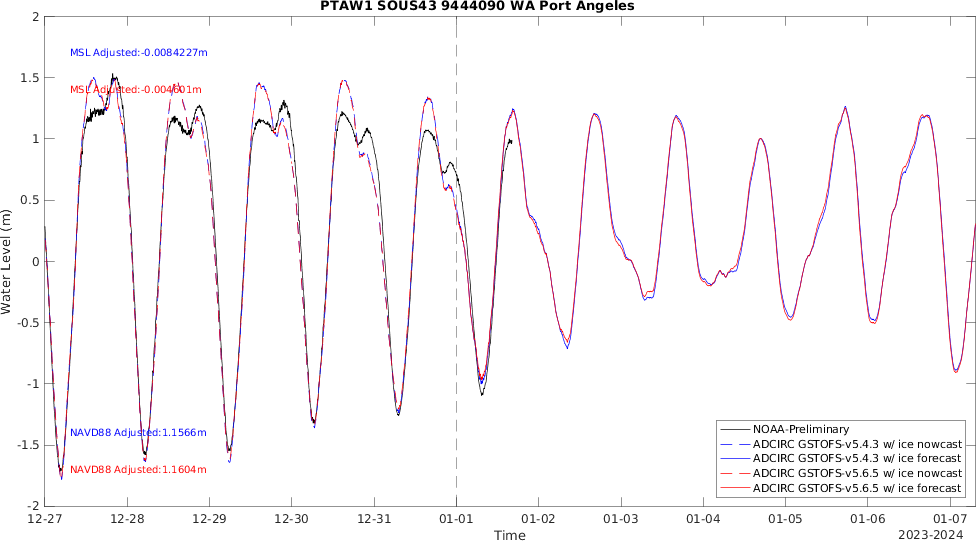 PTAW1 SOUS43 9444090 WA Port Angeles
2
1.5
1
0.5
0
-0.5
-1
-1.5
-2
Water Level (m)
MSL Adjusted:-0.0084227m
MSL Adjusted:-0.004601m
NAVD88 Adjusted:1.1566m
NAVD88 Adjusted:1.1604m
NOAA-Preliminary
ADCIRC GSTOFS-v5.4.3 w/ ice nowcast
ADCIRC GSTOFS-v5.4.3 w/ ice forecast
ADCIRC GSTOFS-v5.6.5 w/ ice nowcast
ADCIRC GSTOFS-v5.6.5 w/ ice forecast
12-27 12-28 12-29 12-30 12-31 01-01 01-02 01-03 01-04 01-05 01-06 01-07
Time
2023-2024